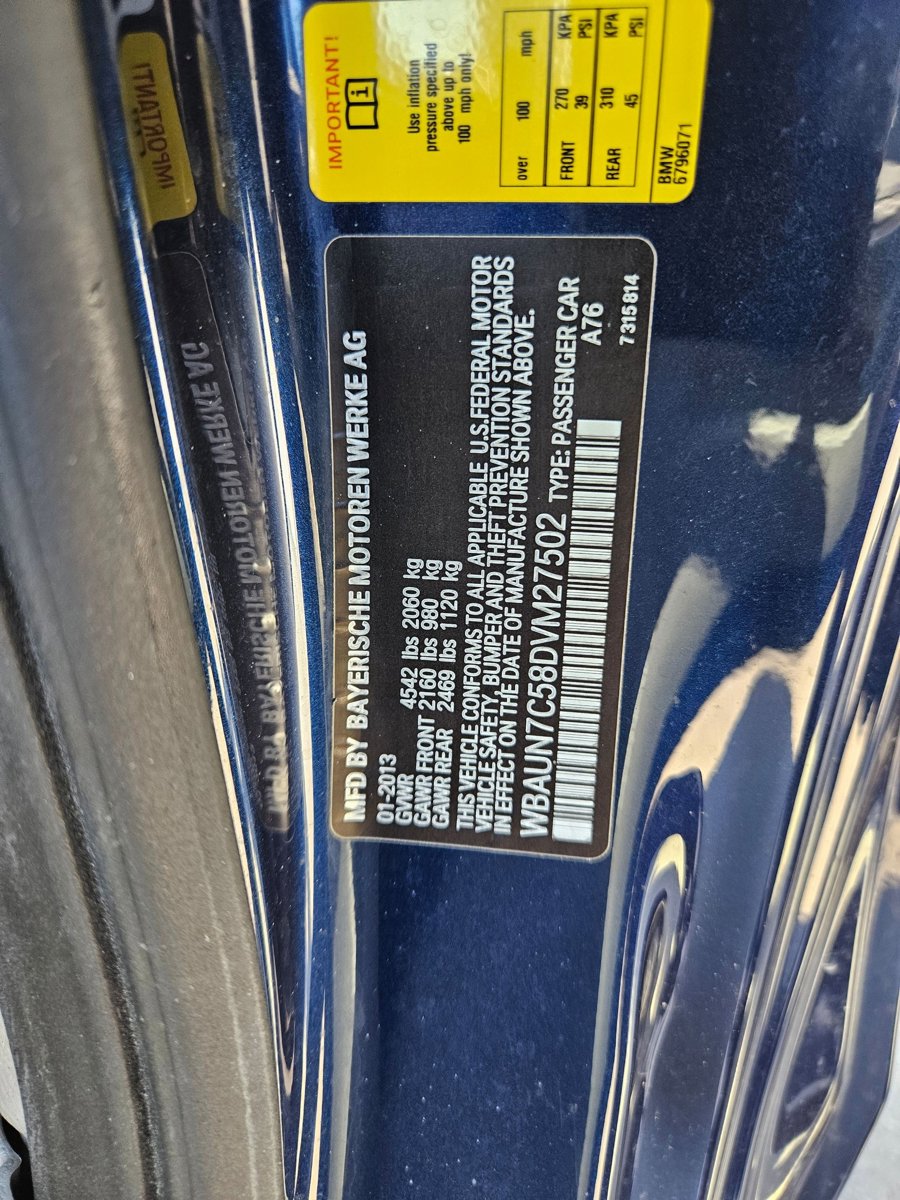 MFD BY BAYERISCHE MOTOREN WERKE AG
01-2013
GVWR 4542 lbs 2060 kg
GAWR FRONT 2160 lbs 980 kg
GAWR REAR 2469 lbs 1120 kg
THIS VEHICLE CONFORMS TO ALL APPLICABLE U.S. FEDERAL MOTOR
VEHICLE SAFETY, BUMPER AND THEFT PREVENTION STANDARDS
IN EFFECT ON THE DATE OF MANUFACTURE SHOWN ABOVE.
WBAUN7C58DVM27502 TYPE: PASSENGER CAR
A76
7 315 814
IMPORTANT!
Use inflation
pressure specified
above up to
100 mph only!
over 100 mph
FRONT 270 KPA
39 PSI
REAR 310 KPA
45 PSI
BMW
6796071